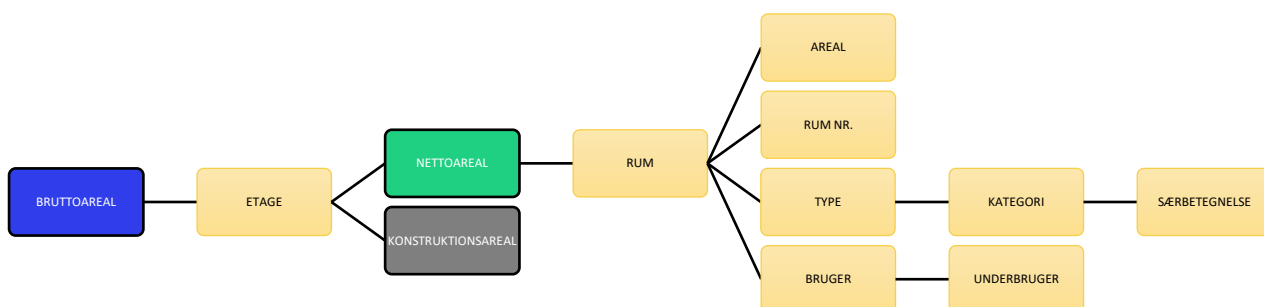 BRUTTOAREAL
ETAGE
NETTOAREAL
KONSTRUKTIONSAREAL
RUM
AREAL
RUM NR.
TYPE
KATEGORI
SÆRBETEGNELSE
BRUGER
UNDERBRUGER